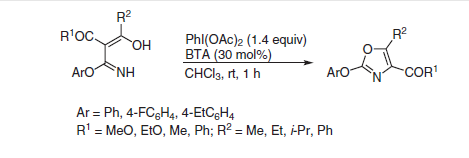 R²
R¹OC
OH
ArO
NH
PhI(OAc)₂ (1.4 equiv)
BTA (30 mol%)
CHCl₃, rt, 1 h
R²
O
ArO
N
COR¹
Ar = Ph, 4-FC₆H₄, 4-EtC₆H₄
R¹ = MeO, EtO, Me, Ph; R² = Me, Et, i-Pr, Ph